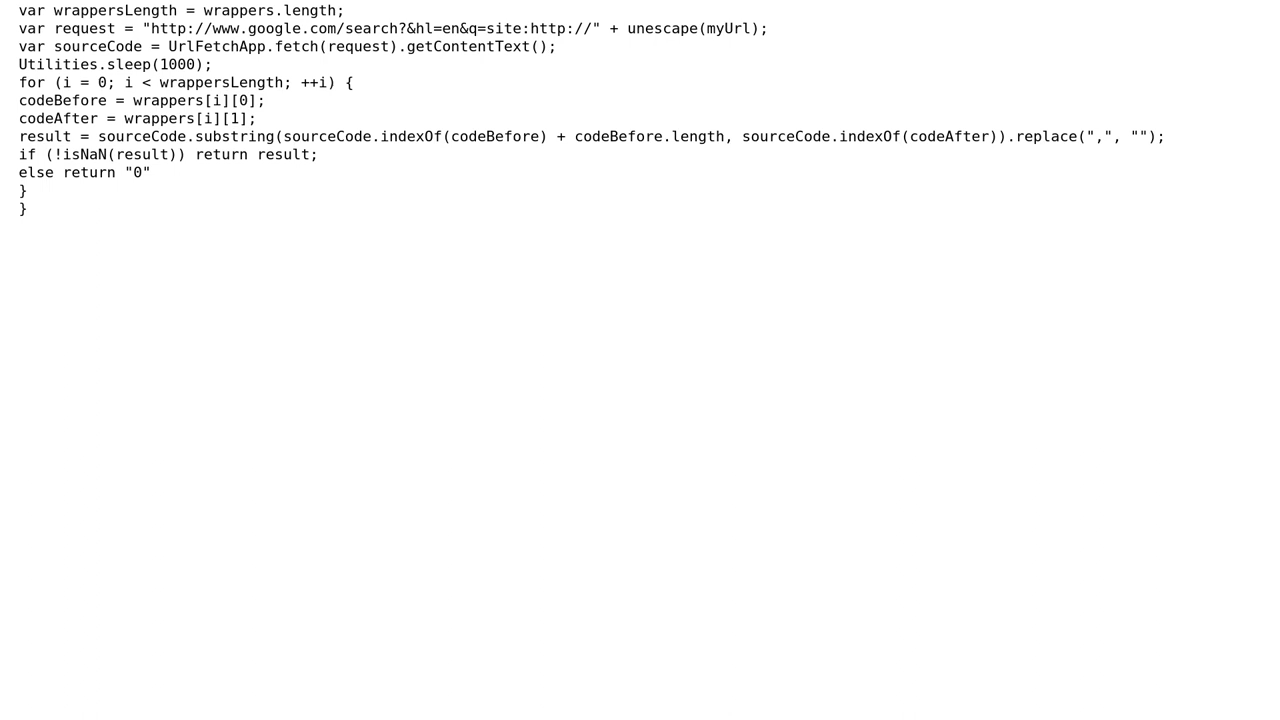 var wrappersLength = wrappers.length;
var request = "http://www.google.com/search?&hl=en&q=site:http://" + unescape(myUrl);
var sourceCode = UrlFetchApp.fetch(request).getContentText();
Utilities.sleep(1000);
for (i = 0; i < wrappersLength; ++i) {
codeBefore = wrappers[i][0];
codeAfter = wrappers[i][1];
result = sourceCode.substring(sourceCode.indexOf(codeBefore) + codeBefore.length, sourceCode.indexOf(codeAfter)).replace(",", "");
if (!isNaN(result)) return result;
else return "0"
}
}